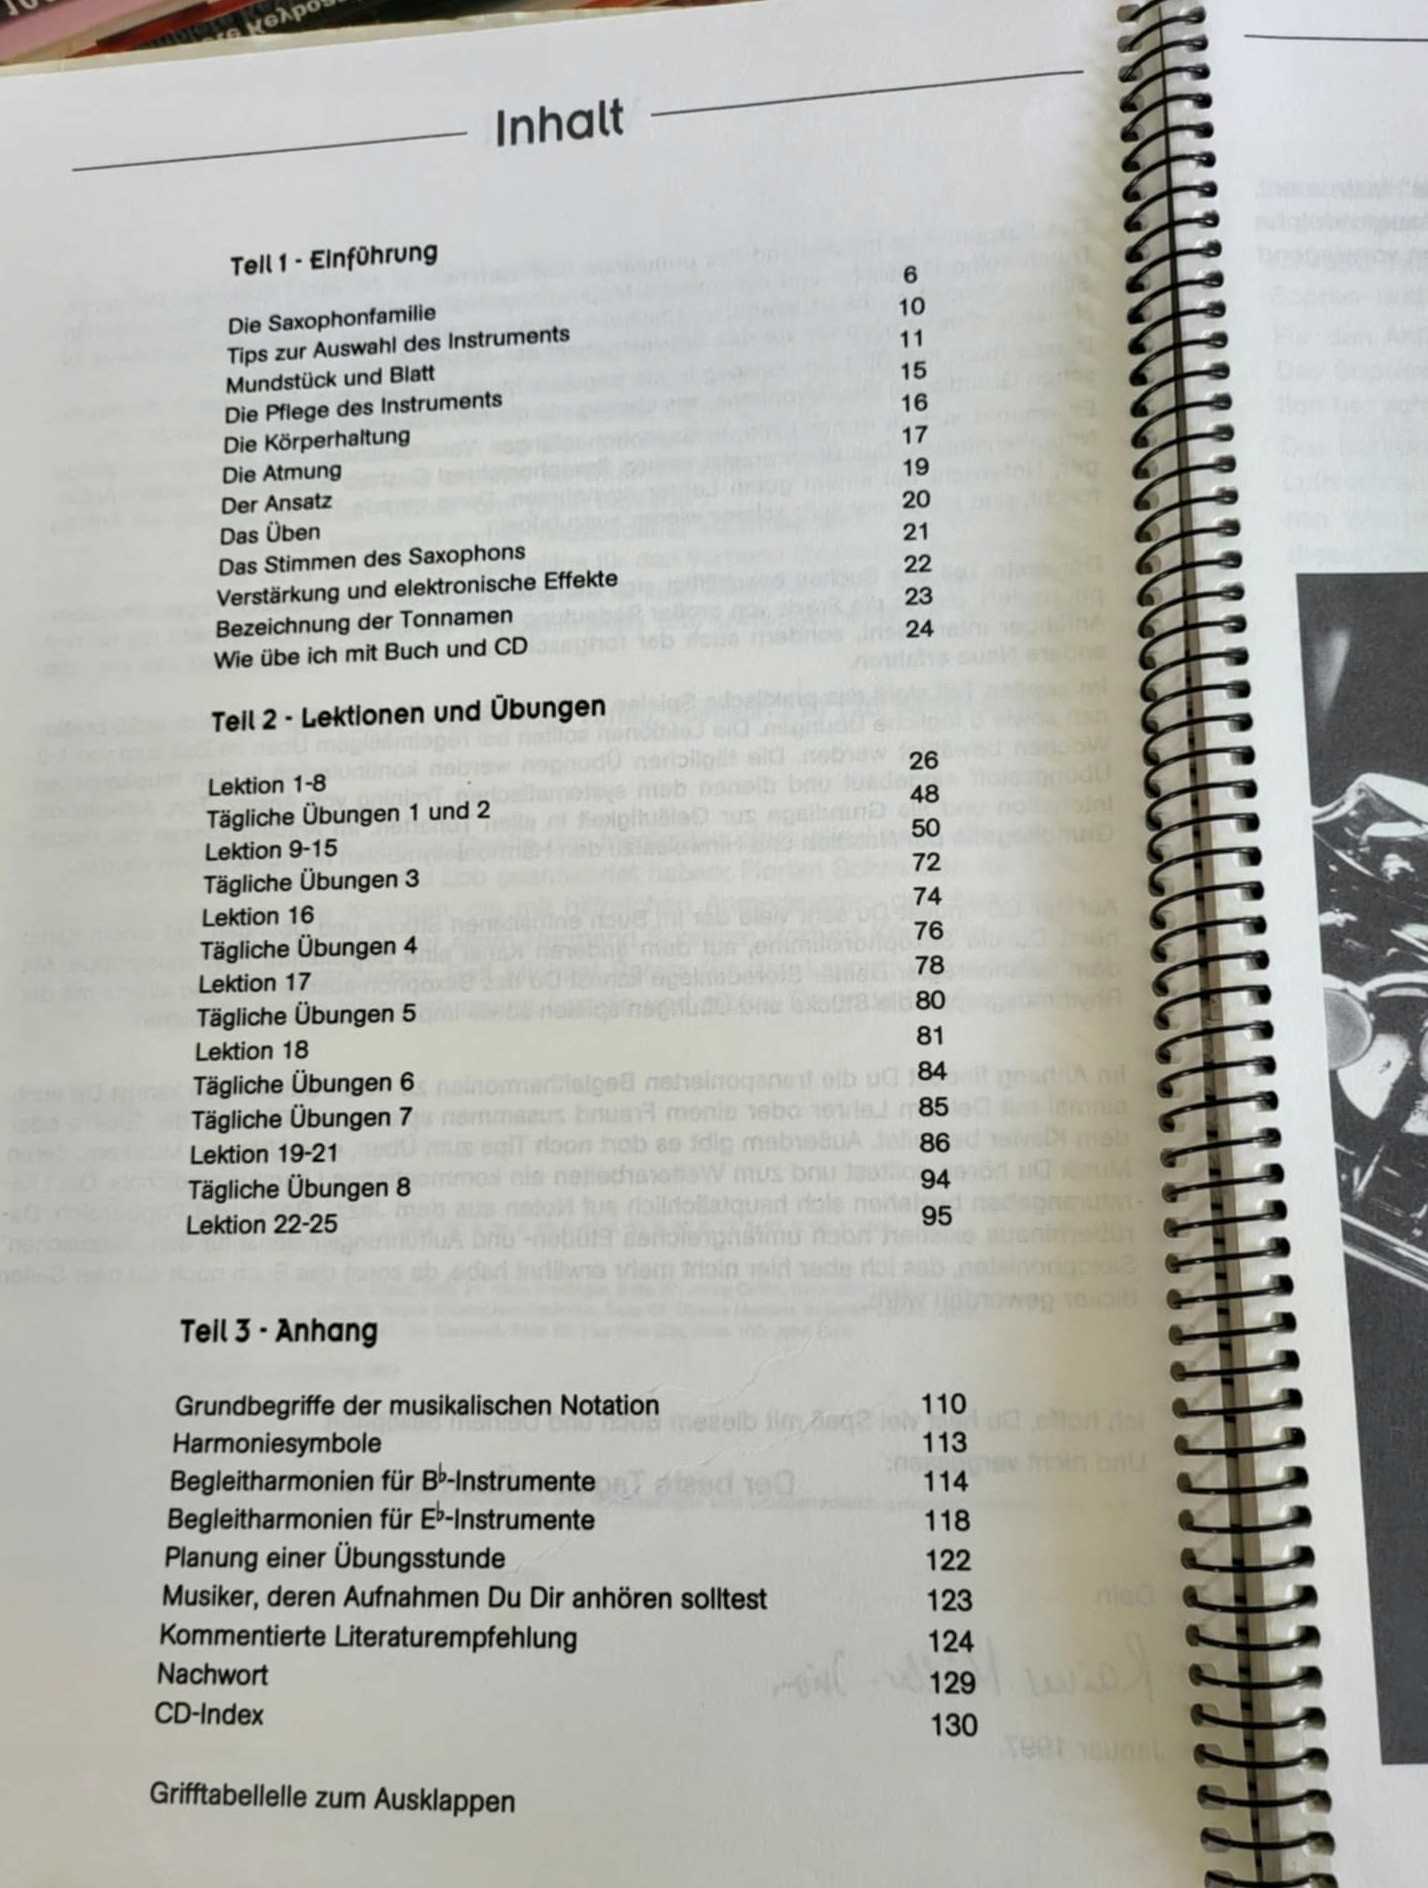 Inhalt
Teil 1 - Einführung
Die Saxophonfamilie 6
Tips zur Auswahl des Instruments 10
Mundstück und Blatt 11
Die Pflege des Instruments 15
Die Körperhaltung 16
Die Atmung 17
Der Ansatz 19
Das Üben 20
Das Stimmen des Saxophons 21
Verstärkung und elektronische Effekte 22
Bezeichnung der Tonnamen 23
Wie übe ich mit Buch und CD 24
Teil 2 - Lektionen und Übungen
Lektion 1-8 26
Tägliche Übungen 1 und 2 48
Lektion 9-15 50
Tägliche Übungen 3 72
Lektion 16 74
Tägliche Übungen 4 76
Lektion 17 78
Tägliche Übungen 5 80
Lektion 18 81
Tägliche Übungen 6 84
Tägliche Übungen 7 85
Lektion 19-21 86
Tägliche Übungen 8 94
Lektion 22-25 95
Teil 3 - Anhang
Grundbegriffe der musikalischen Notation 110
Harmoniesymbole 113
Begleitharmonien für B♭-Instrumente 114
Begleitharmonien für E♭-Instrumente 118
Planung einer Übungsstunde 122
Musiker, deren Aufnahmen Du Dir anhören solltest 123
Kommentierte Literaturempfehlung 124
Nachwort 129
CD-Index 130
Grifftabellelle zum Ausklappen